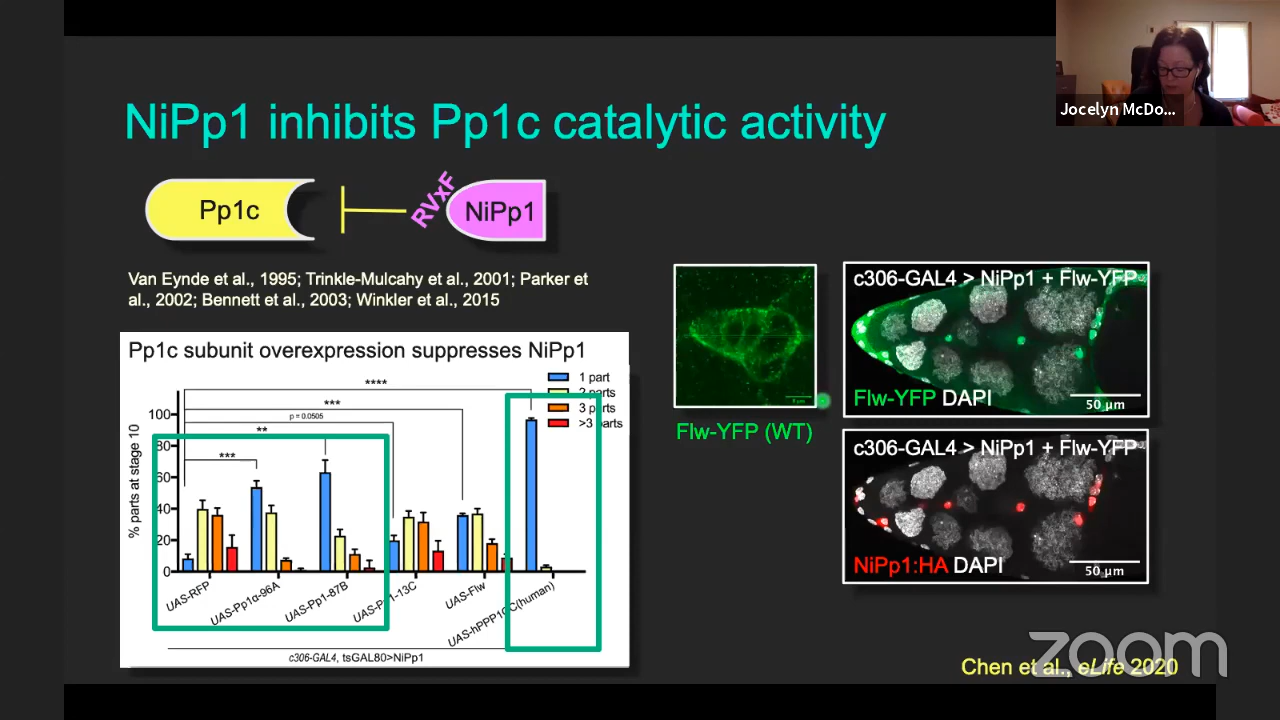 Jocelyn McDo...
NiPp1 inhibits Pp1c catalytic activity
Pp1c
RVxF
NiPp1
Van Eynde et al., 1995; Trinkle-Mulcahy et al., 2001; Parker et
al., 2002; Bennett et al., 2003; Winkler et al., 2015
Pp1c subunit overexpression suppresses NiPp1
1 part
2 parts
3 parts
>3 parts
****
***
p = 0.0505
**
***
% parts at stage 10
100
80
60
40
20
0
UAS-RFP
UAS-Pp1α-96A
UAS-Pp1-87B
UAS-Pp1-13C
UAS-Flw
UAS-hPPP1CC(human)
c306-GAL4, tsGAL80>NiPp1
Flw-YFP (WT)
c306-GAL4 > NiPp1 + Flw-YFP
Flw-YFP DAPI
50 μm
c306-GAL4 > NiPp1 + Flw-YFP
NiPp1:HA DAPI
50 μm
Chen et al., eLife 2020
zoom